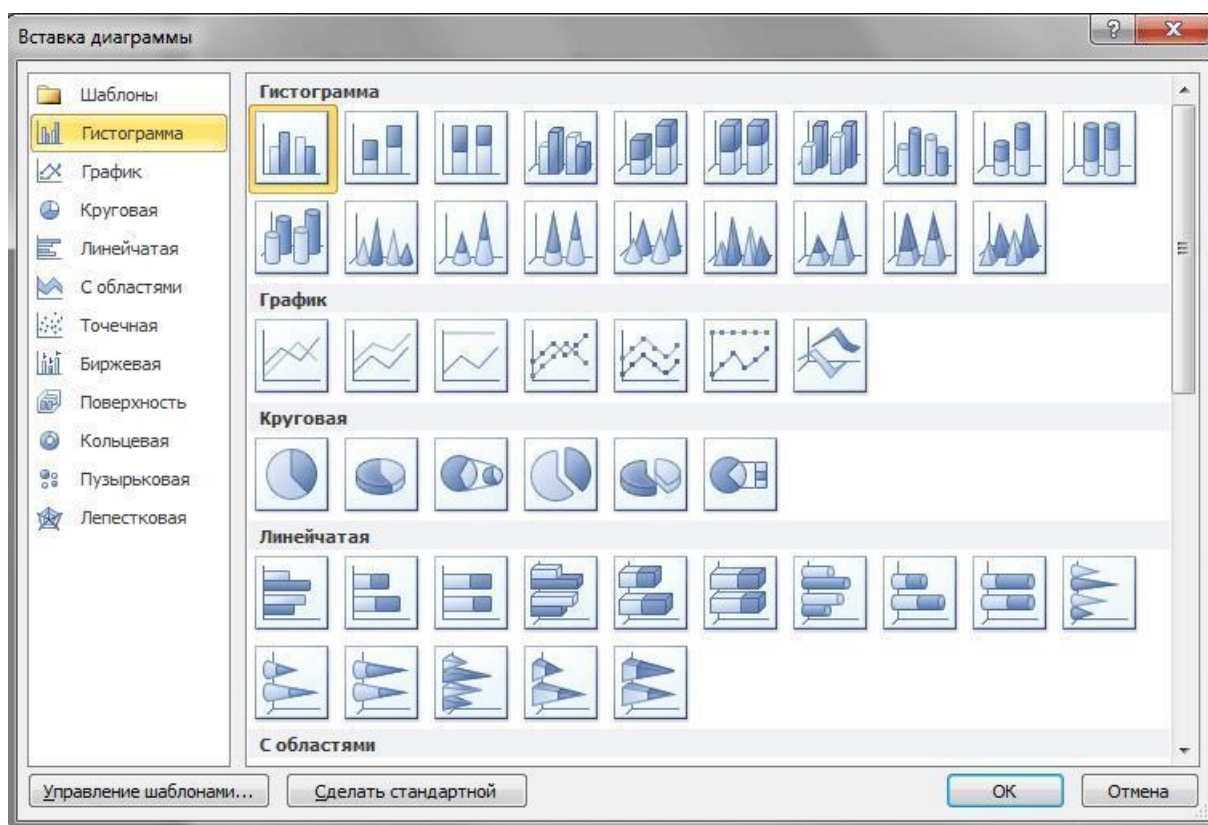 Вставка диаграммы
Шаблоны
Гистограмма
График
Круговая
Линейчатая
С областями
Точечная
Биржевая
Поверхность
Кольцевая
Пузырьковая
Лепестковая
Гистограмма
График
Круговая
Линейчатая
С областями
Управление шаблонами...
Сделать стандартной
ОК
Отмена